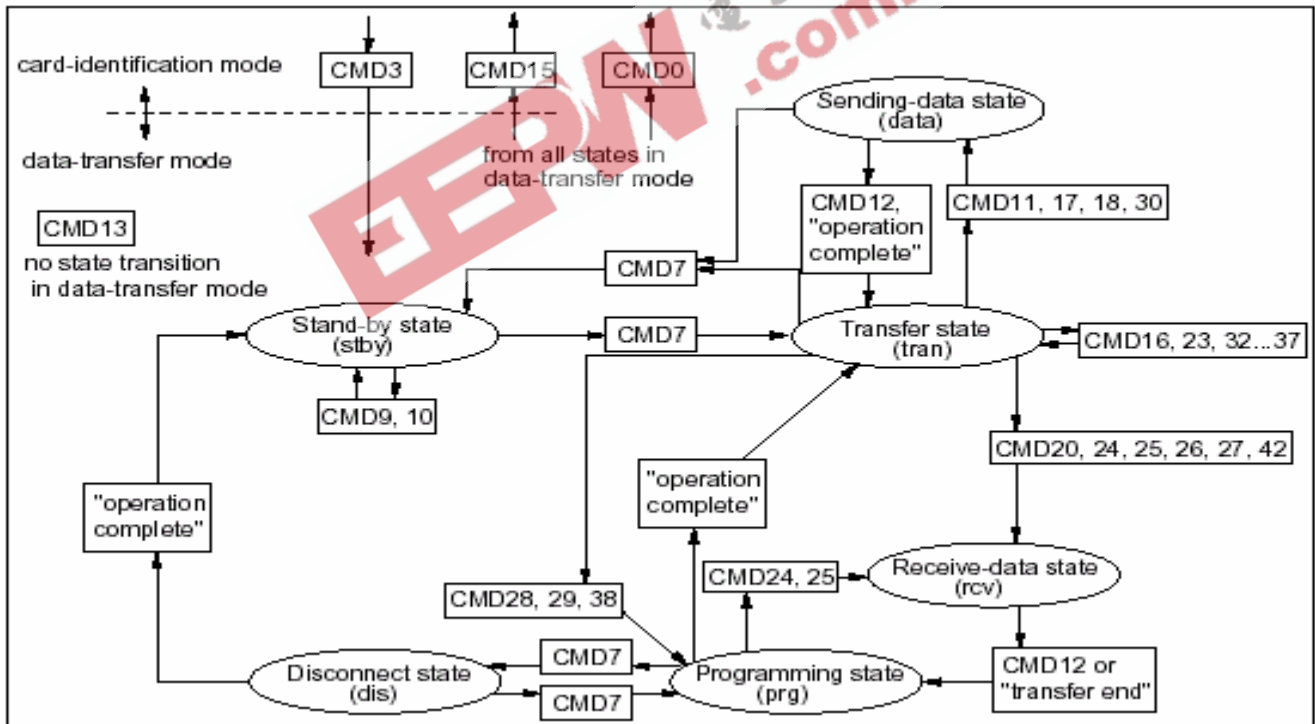 card-identification mode
CMD3
CMD15
CMD0
EEPW
.com
data-transfer mode
from all states in
data-transfer mode
Sending-data state
(data)
CMD13
no state transition
in data-transfer mode
CMD12,
"operation
complete"
CMD11, 17, 18, 30
CMD7
Stand-by state
(stby)
CMD7
Transfer state
(tran)
CMD16, 23, 32...37
CMD9, 10
CMD20, 24, 25, 26, 27, 42
"operation
complete"
"operation
complete"
CMD28, 29, 38
CMD24, 25
Receive-data state
(rcv)
Disconnect state
(dis)
CMD7
CMD7
Programming state
(prg)
CMD12 or
"transfer end"